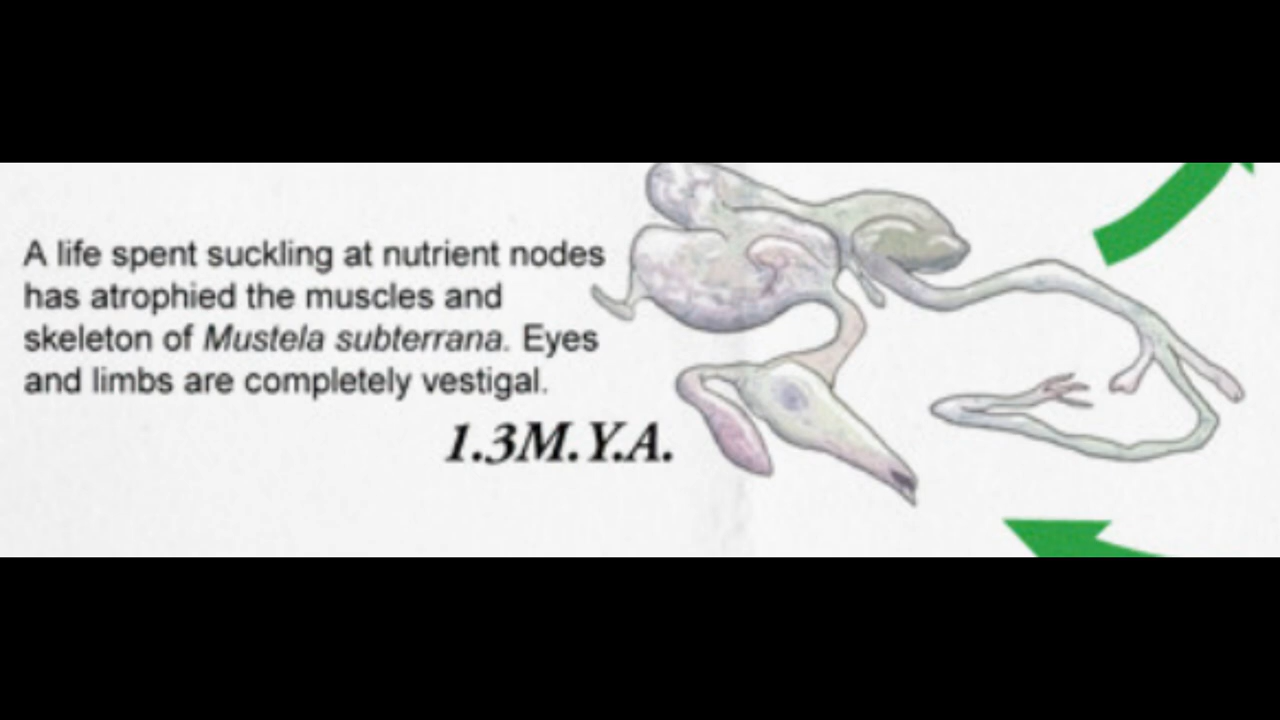 A life spent suckling at nutrient nodes
has atrophied the muscles and
skeleton of Mustela subterrana. Eyes
and limbs are completely vestigal.
1.3M.Y.A.